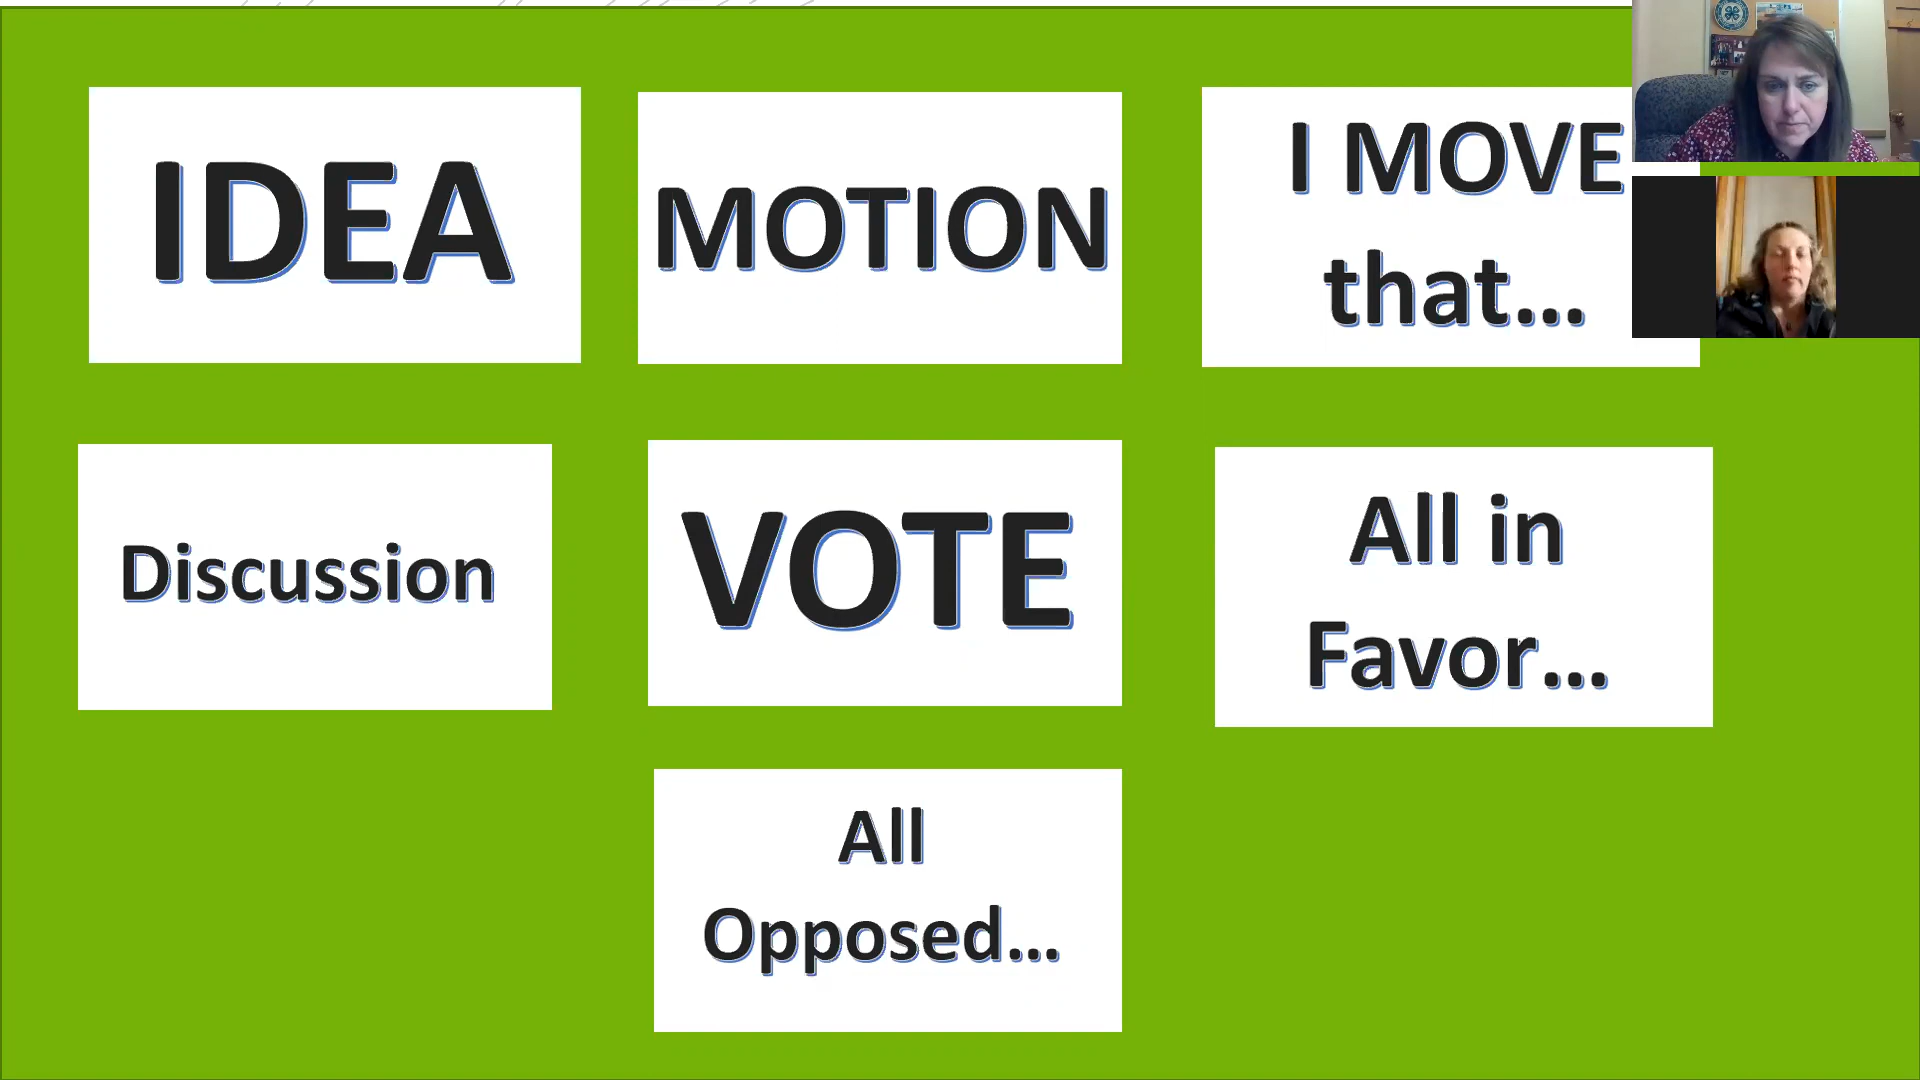 IDEA
MOTION
I MOVE
that...
Discussion
VOTE
All in
Favor...
All
Opposed...